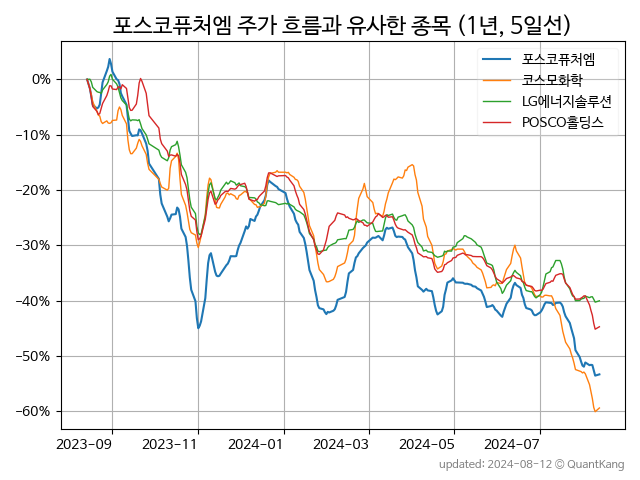 포스코퓨처엠 주가 흐름과 유사한 종목 (1년, 5일선)
포스코퓨처엠
코스모화학
LG에너지솔루션
POSCO홀딩스
0%
-10%
-20%
-30%
-40%
-50%
-60%
2023-09 2023-11 2024-01 2024-03 2024-05 2024-07
updated: 2024-08-12 © QuantKang